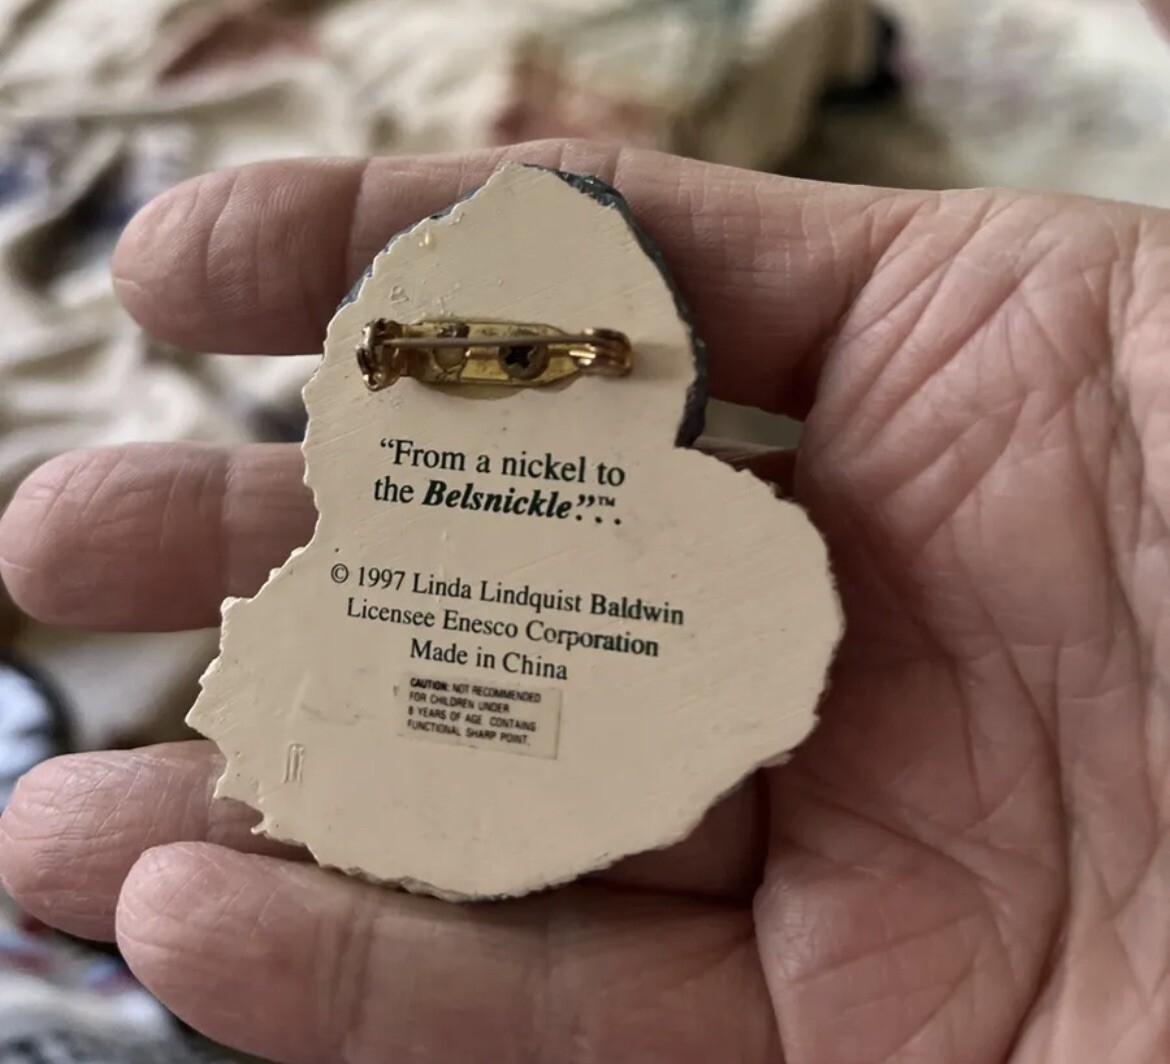 “From a nickel to
the Belsnickle”™...
© 1997 Linda Lindquist Baldwin
Licensee Enesco Corporation
Made in China
CAUTION: NOT RECOMMENDED
FOR CHILDREN UNDER
8 YEARS OF AGE CONTAINS
FUNCTIONAL SHARP POINT.